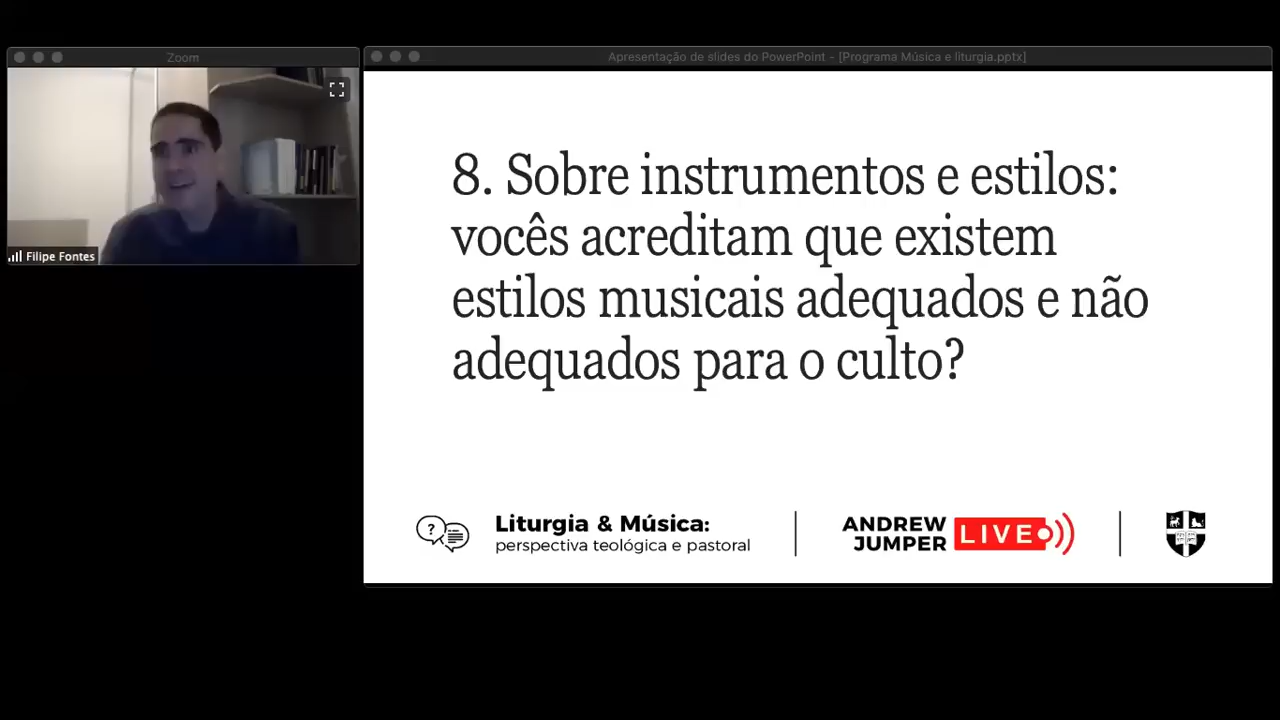 Zoom
Apresentação de slides do PowerPoint - [Programa Música e liturgia.pptx]
Filipe Fontes
8. Sobre instrumentos e estilos:
vocês acreditam que existem
estilos musicais adequados e não
adequados para o culto?
?
Liturgia & Música:
perspectiva teológica e pastoral
ANDREW
JUMPER
LIVE